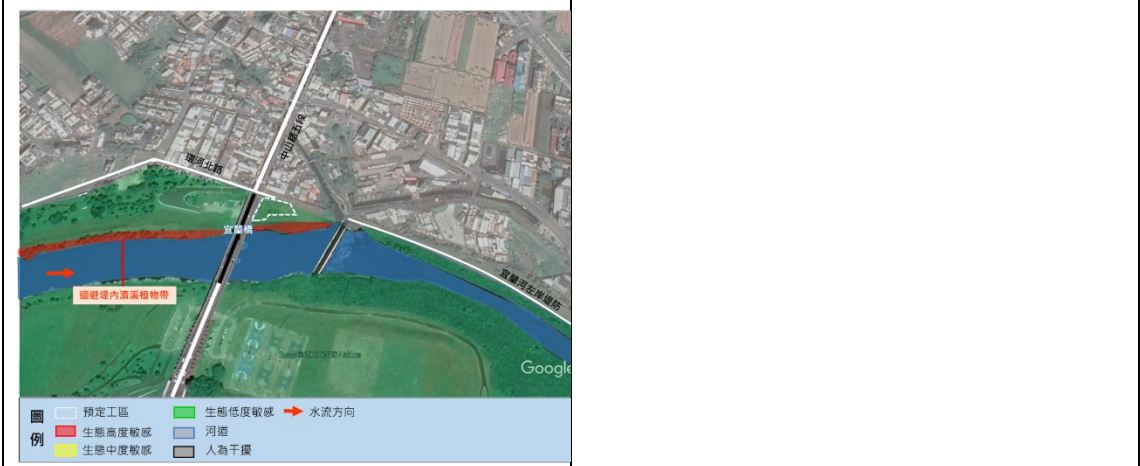 中山路五段
環河北路
宜蘭橋
宜蘭河左岸堤防
迴避堤內濱溪植物帶
Google
圖例
預定工區
生態低度敏感
水流方向
生態高度敏感
河道
生態中度敏感
人為干擾